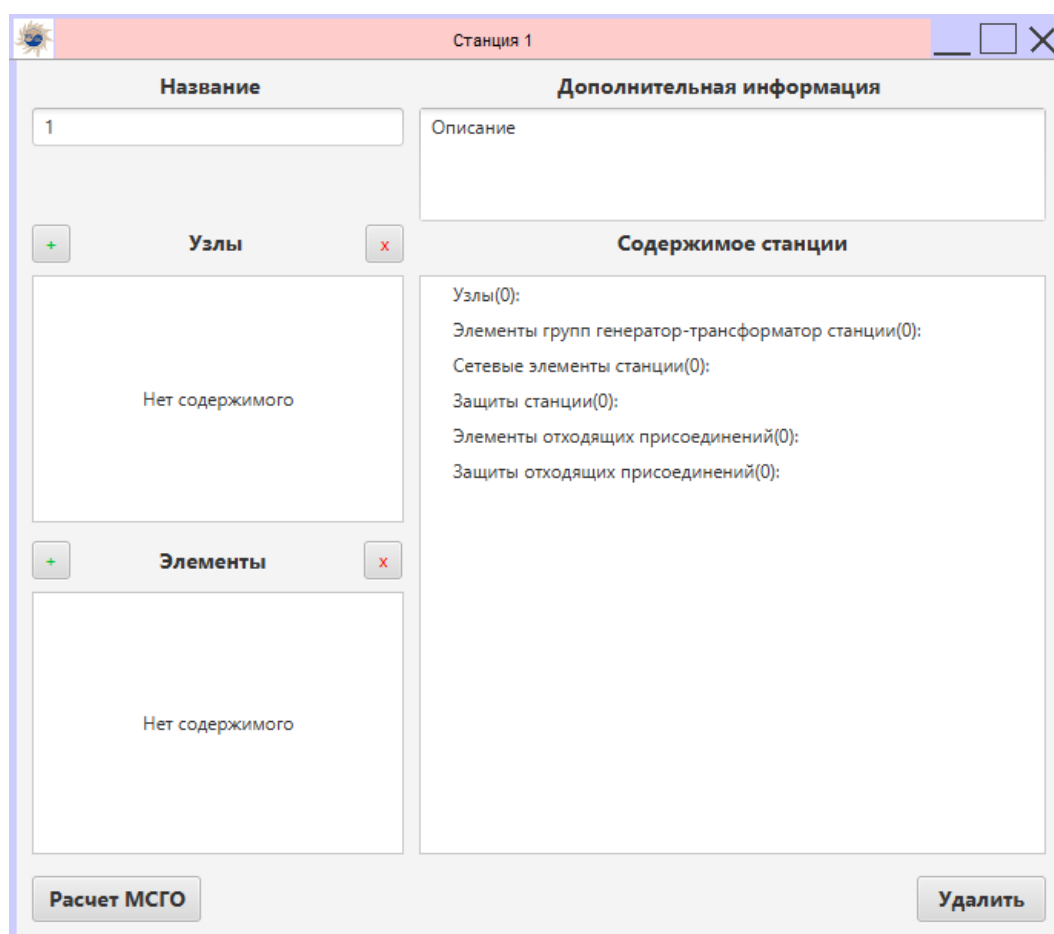 Станция 1
Название
Дополнительная информация
1
Описание
+ Узлы x
Содержимое станции
Нет содержимого
Узлы(0):
Элементы групп генератор-трансформатор станции(0):
Сетевые элементы станции(0):
Защиты станции(0):
Элементы отходящих присоединений(0):
Защиты отходящих присоединений(0):
+ Элементы x
Нет содержимого
Расчет МСГО
Удалить